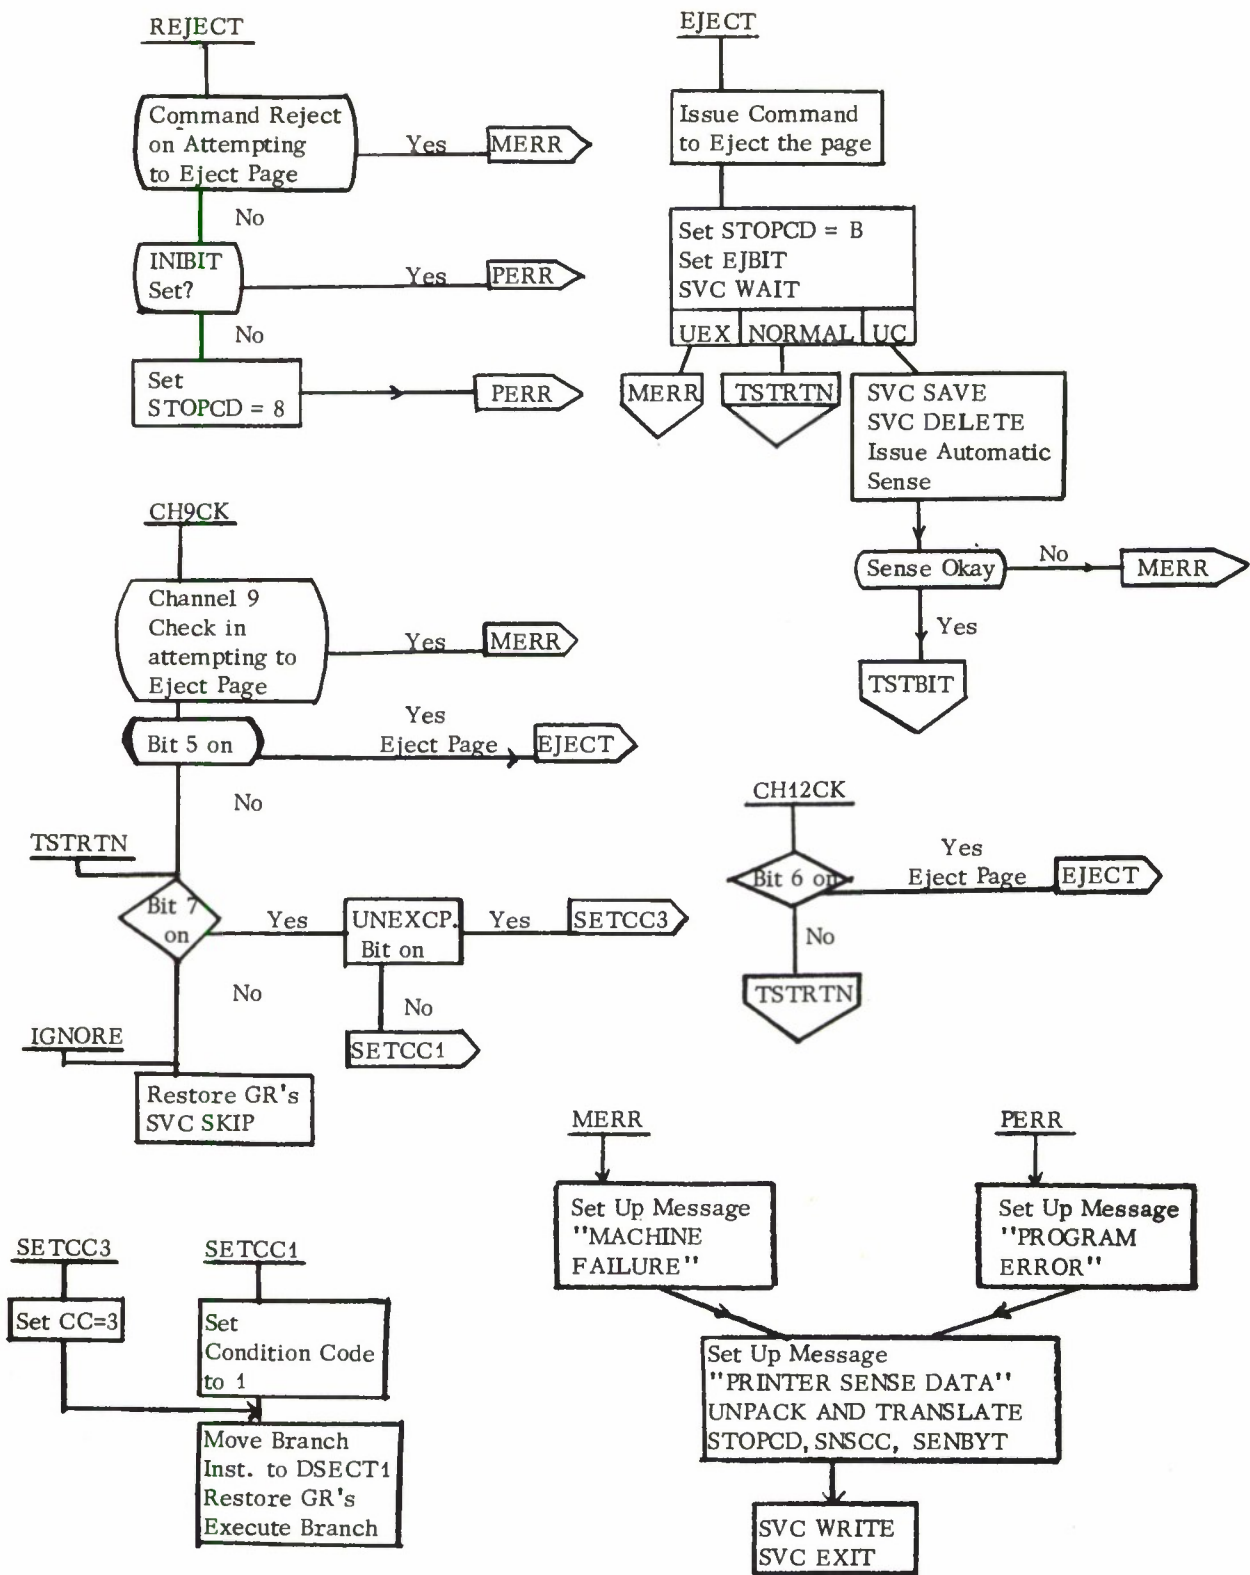 REJECT
Command Reject
on Attempting
to Eject Page
Yes
MERR
No
INIBIT
Set?
Yes
PERR
No
Set
STOPCD = 8
PERR
EJECT
Issue Command
to Eject the page
Set STOPCD = B
Set EJBIT
SVC WAIT
UEX
NORMAL
UC
MERR
TSTRTN
SVC SAVE
SVC DELETE
Issue Automatic
Sense
Sense Okay
No
MERR
Yes
TSTBIT
CH9CK
Channel 9
Check in
attempting to
Eject Page
Yes
MERR
Bit 5 on
Yes
Eject Page
EJECT
No
TSTRTN
Bit 7
on
Yes
UNEXCP.
Bit on
Yes
SETCC3
No
SETCC1
No
IGNORE
Restore GR's
SVC SKIP
CH12CK
Bit 6 on
Yes
Eject Page
EJECT
No
TSTRTN
SETCC3
Set CC=3
SETCC1
Set
Condition Code
to 1
Move Branch
Inst. to DSECT1
Restore GR's
Execute Branch
MERR
Set Up Message
"MACHINE
FAILURE"
PERR
Set Up Message
"PROGRAM
ERROR"
Set Up Message
"PRINTER SENSE DATA"
UNPACK AND TRANSLATE
STOPCD, SNSCC, SENBYT
SVC WRITE
SVC EXIT